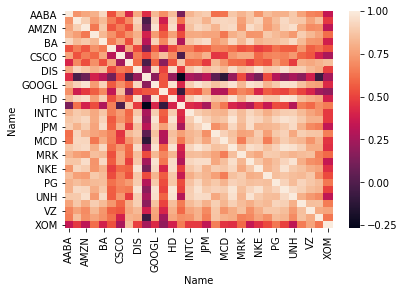 AABA
AMZN
BA
CSCO
DIS
GOOGL
HD
INTC
JPM
MCD
MRK
NKE
PG
UNH
VZ
XOM
Name
AABA
AMZN
BA
CSCO
DIS
GOOGL
HD
INTC
JPM
MCD
MRK
NKE
PG
UNH
VZ
XOM
Name
1.00
0.75
0.50
0.25
0.00
-0.25